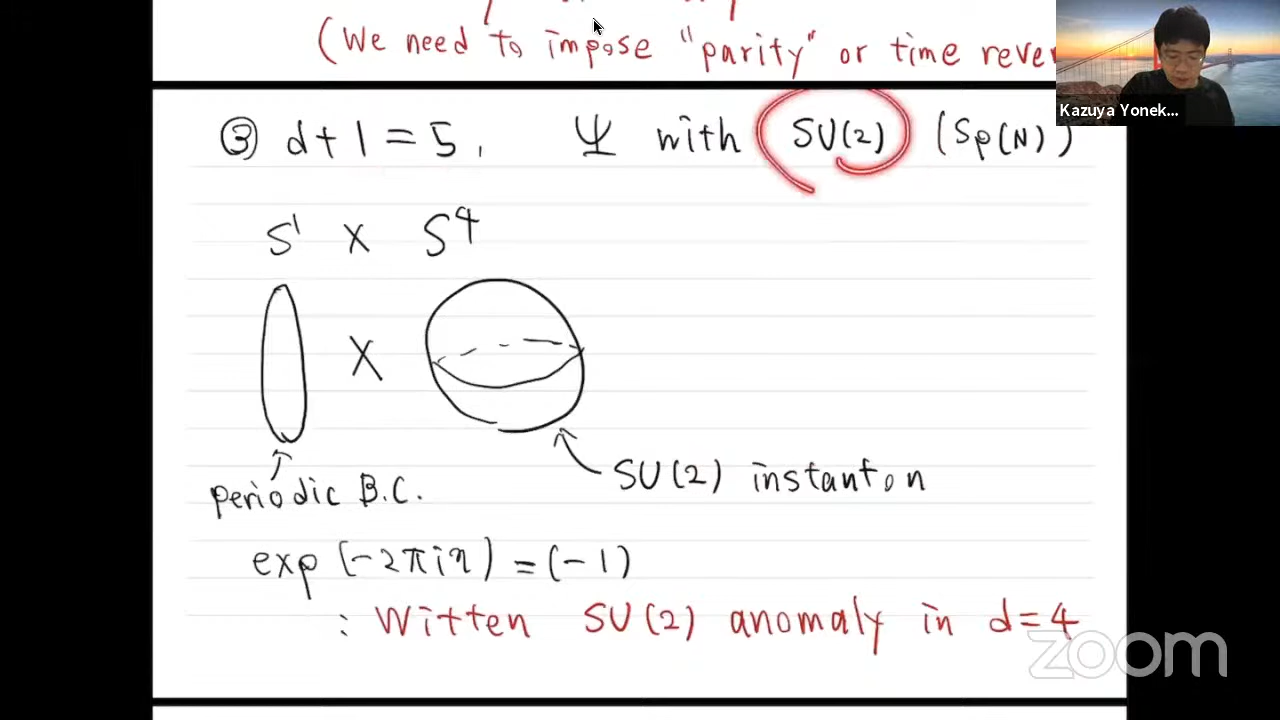 (We need to impose "parity" or time rever
Kazuya Yonek...
③ d+1=5, Ψ with SU(2) (Sp(N))
S¹ × S⁴
×
SU(2) instanton
periodic B.C.
exp(-2πiη) = (-1)
: Witten SU(2) anomaly in d=4
zoom